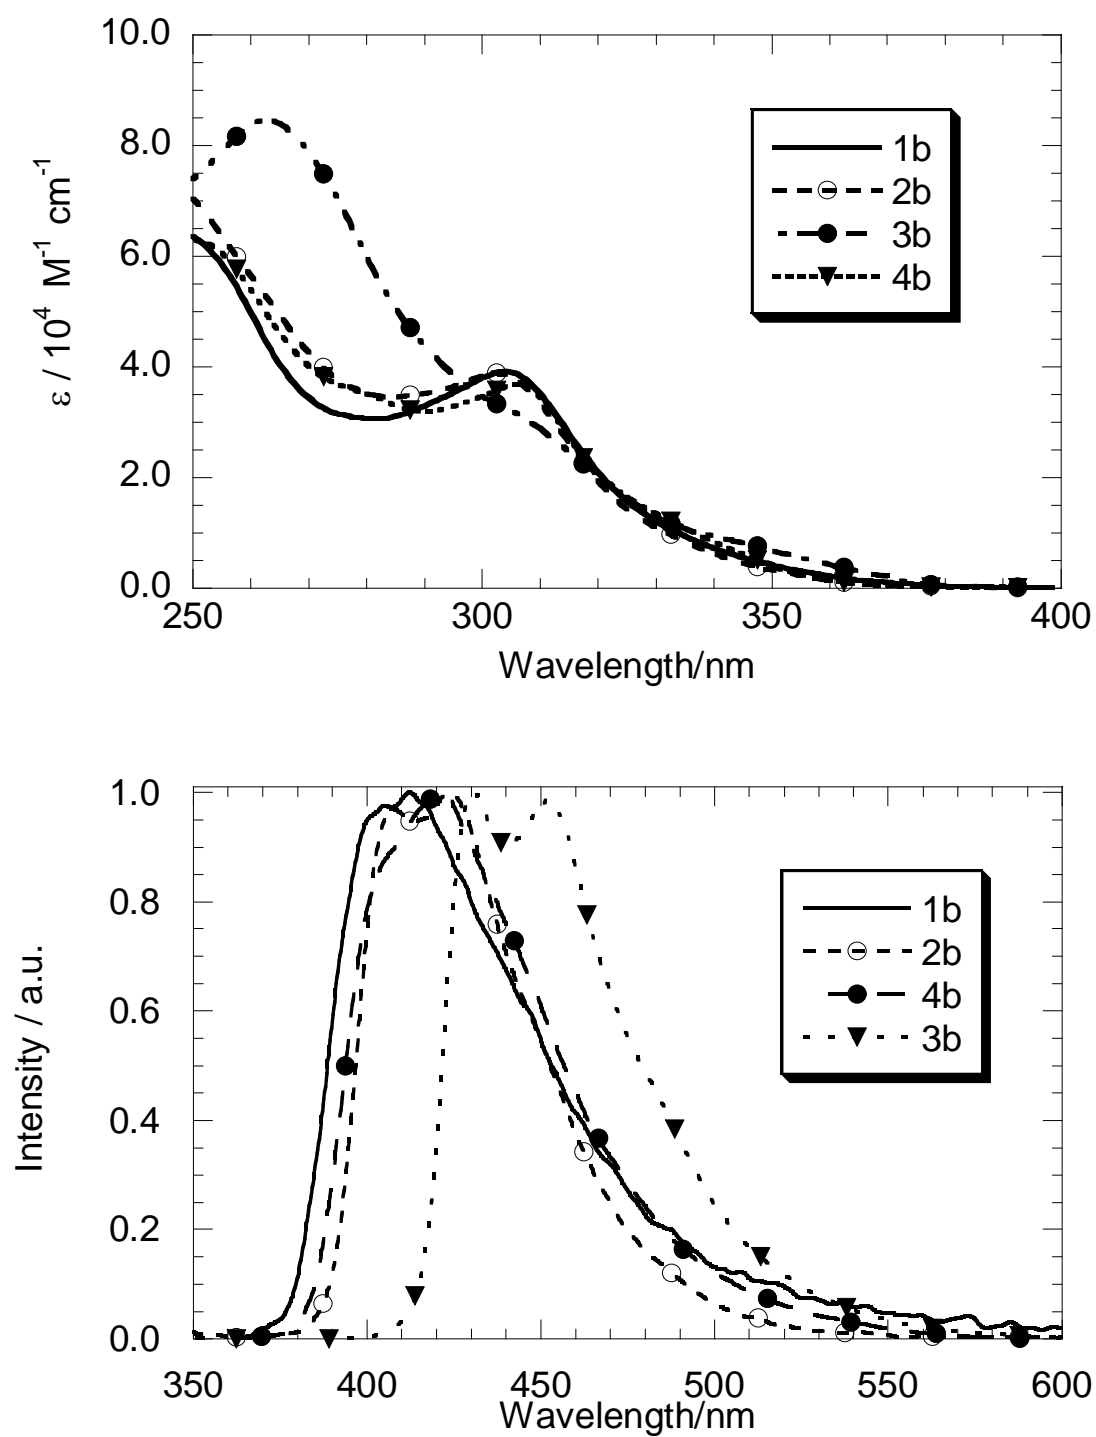 10.0
8.0
6.0
4.0
2.0
0.0
ε / 10⁴ M⁻¹ cm⁻¹
1b
2b
3b
4b
250 300 350 400
Wavelength/nm
1.0
0.8
0.6
0.4
0.2
0.0
Intensity / a.u.
1b
2b
4b
3b
350 400 450 500 550 600
Wavelength/nm